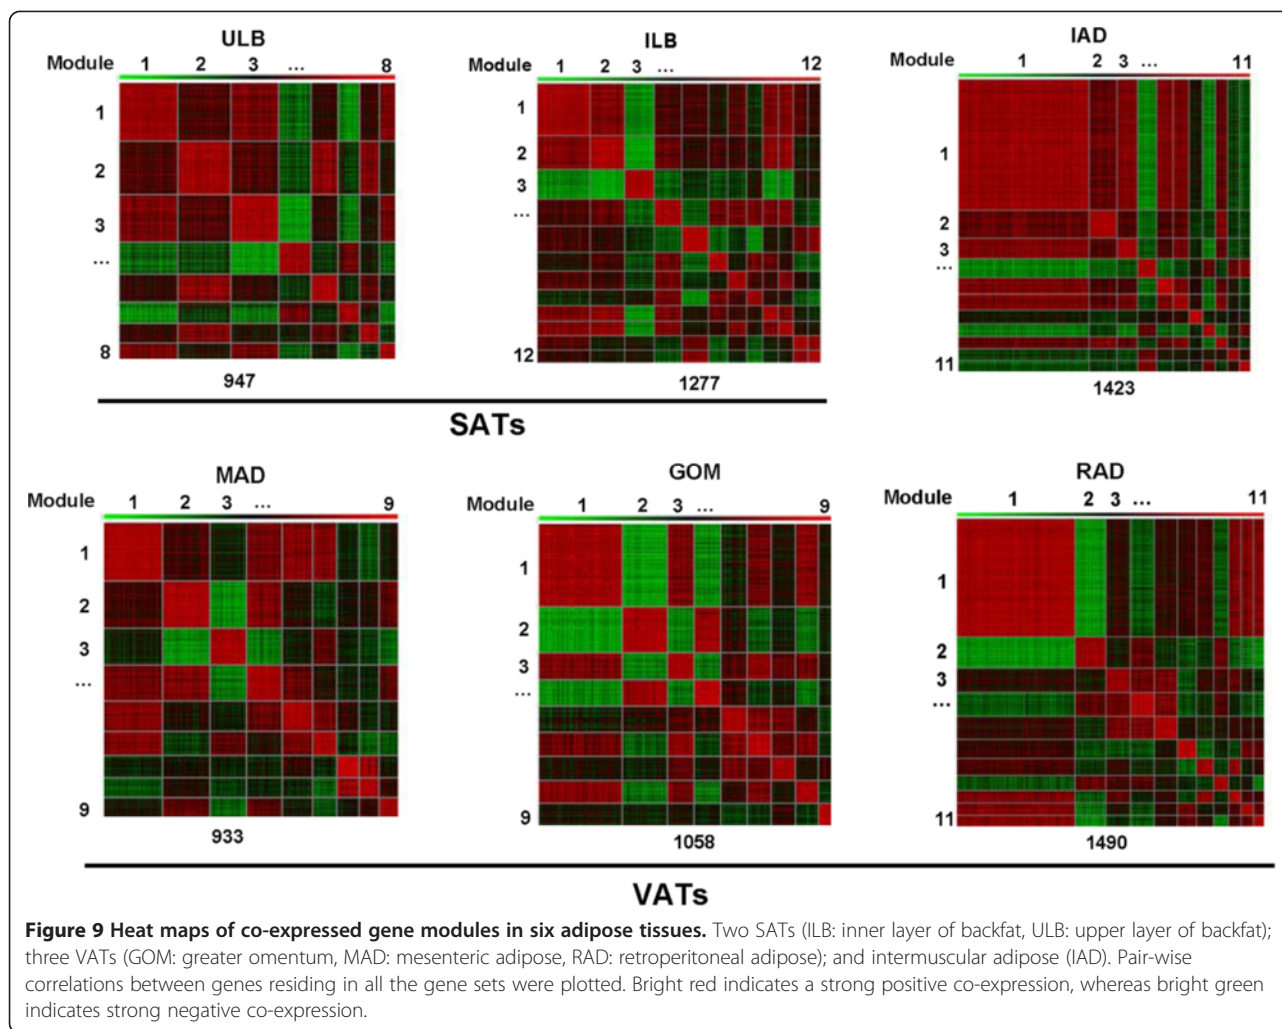 ULB
Module 1 2 3 ... 8
1
2
3
...
8
947
ILB
Module 1 2 3 ... 12
1
2
3
...
12
1277
SATs
IAD
1 2 3 ... 11
1
2
3
...
11
1423
MAD
Module 1 2 3 ... 9
1
2
3
...
9
933
GOM
Module 1 2 3 ... 9
1
2
3
...
9
1058
RAD
Module 1 2 3 ... 11
1
2
3
...
11
1490
VATs
Figure 9 Heat maps of co-expressed gene modules in six adipose tissues. Two SATs (ILB: inner layer of backfat, ULB: upper layer of backfat);
three VATs (GOM: greater omentum, MAD: mesenteric adipose, RAD: retroperitoneal adipose); and intermuscular adipose (IAD). Pair-wise
correlations between genes residing in all the gene sets were plotted. Bright red indicates a strong positive co-expression, whereas bright green
indicates strong negative co-expression.